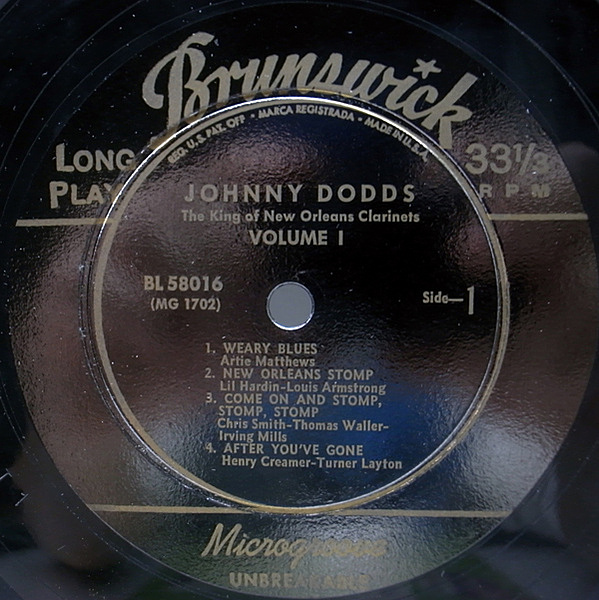 Brunswick
REG. U.S. PAT. OFF • MARCA REGISTRADA • MADE IN U.S.A.
LONG 33 1/3
PLAY RPM
JOHNNY DODDS
The King of New Orleans Clarinets
VOLUME I
BL 58016
(MG 1702)
Side—1
1. WEARY BLUES
Artie Matthews
2. NEW ORLEANS STOMP
Lil Hardin-Louis Armstrong
3. COME ON AND STOMP,
STOMP, STOMP
Chris Smith-Thomas Waller-
Irving Mills
4. AFTER YOU'VE GONE
Henry Creamer-Turner Layton
Microgroove
UNBREAKABLE